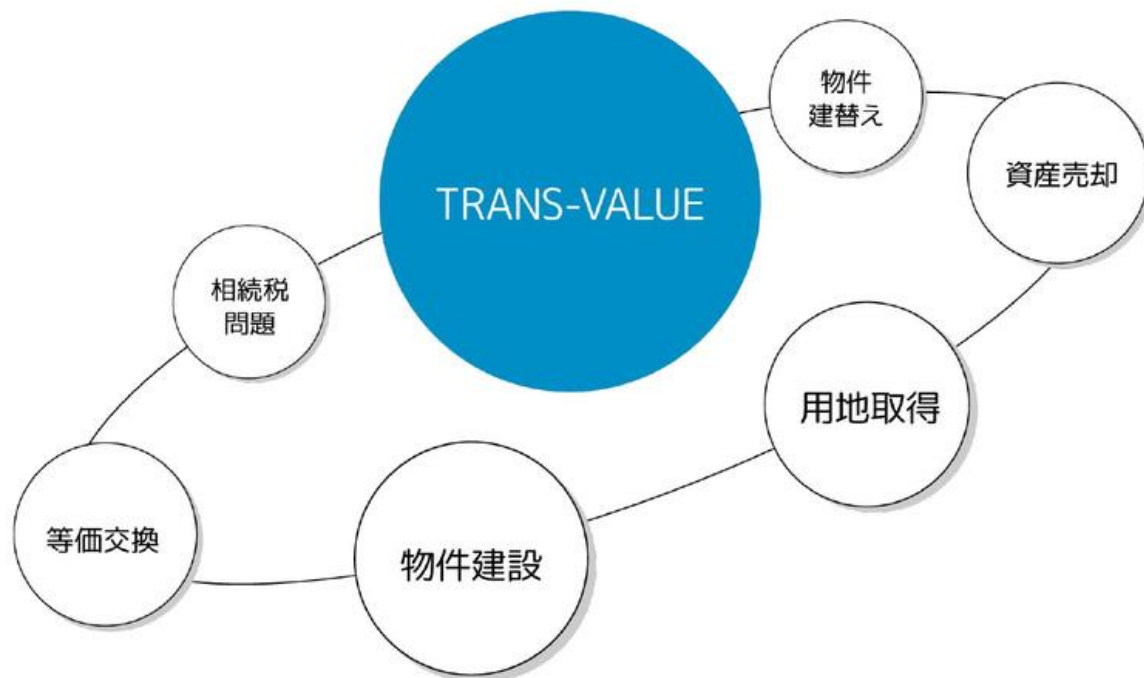 TRANS-VALUE
物件
建替え
資産売却
用地取得
物件建設
等価交換
相続税
問題